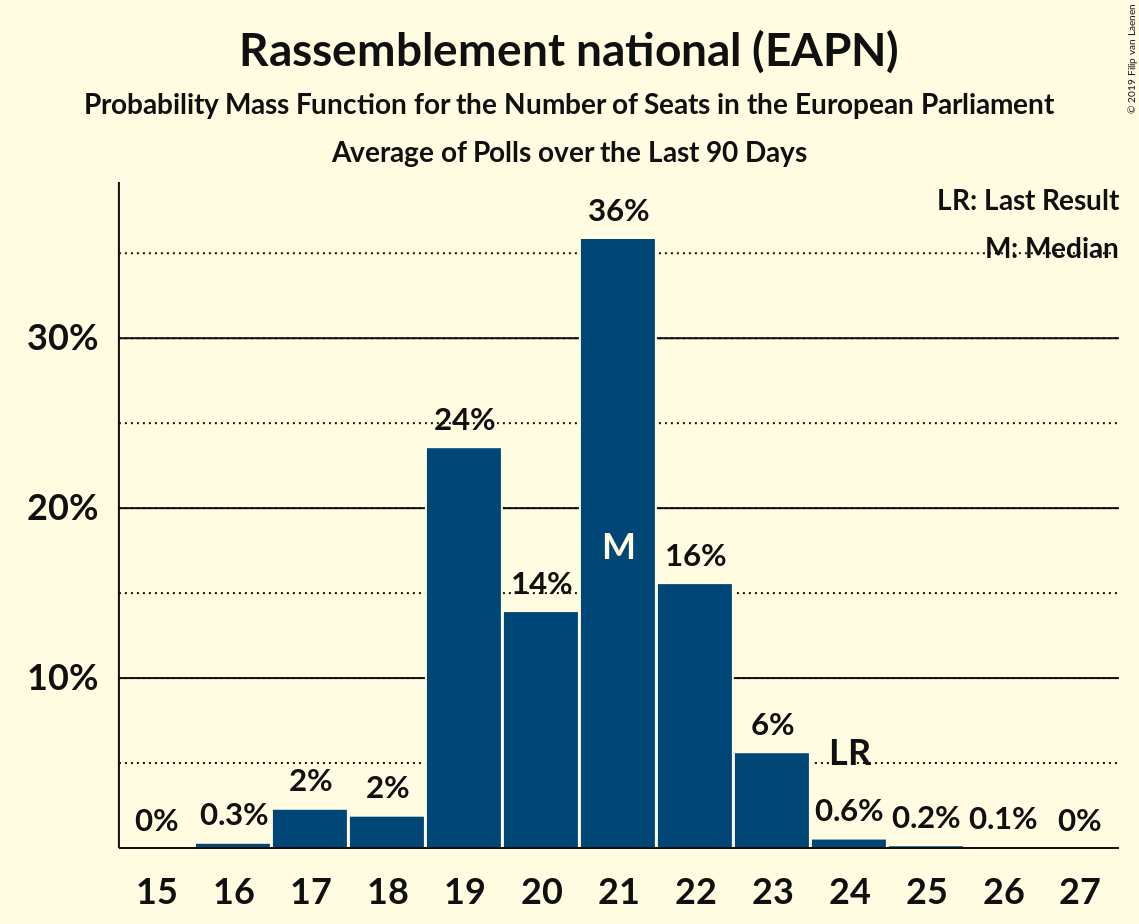 Rassemblement national (EAPN)
Probability Mass Function for the Number of Seats in the European Parliament
Average of Polls over the Last 90 Days
© 2019 Filip van Laenen
LR: Last Result
M: Median
30%
20%
10%
0%
0.3%
2%
2%
24%
14%
36%
M
16%
6%
LR
0.6%
0.2%
0.1%
0%
15 16 17 18 19 20 21 22 23 24 25 26 27